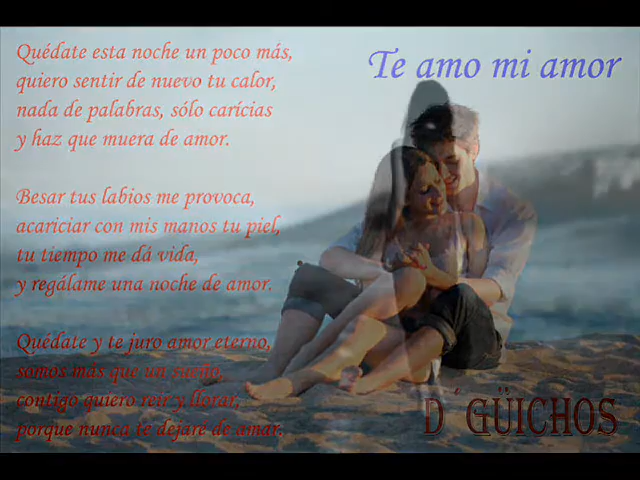 Te amo mi amor
Quédate esta noche un poco más,
quiero sentir de nuevo tu calor,
nada de palabras, sólo caricias
y haz que muera de amor.
Besar tus labios me provoca,
acariciar con mis manos tu piel,
tu tiempo me dá vida,
y regálame una noche de amor.
Quédate y te juro amor eterno,
somos más que un sueño,
contigo quiero reir y llorar,
porque nunca te dejaré de amar.
D´GÜICHOS